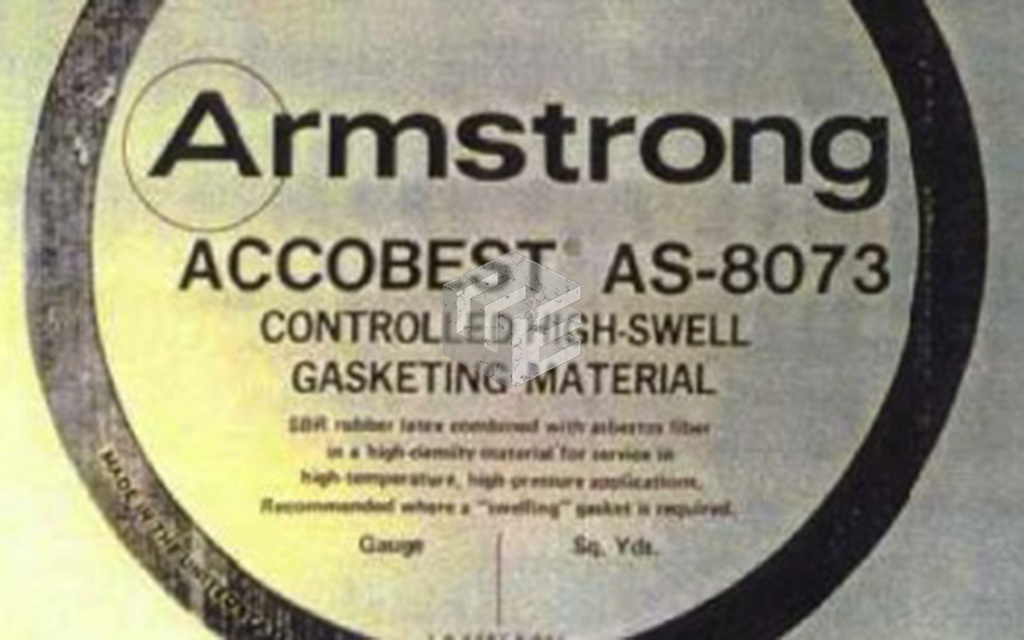 Armstrong
ACCOBEST® AS-8073
CONTROLLED HIGH-SWELL
GASKETING MATERIAL
SBR rubber latex combined with asbestos fiber
in a high-density material for service in
high-temperature, high-pressure applications.
Recommended where a "swelling" gasket is required.
Gauge Sq. Yds.
MADE IN THE UNITED